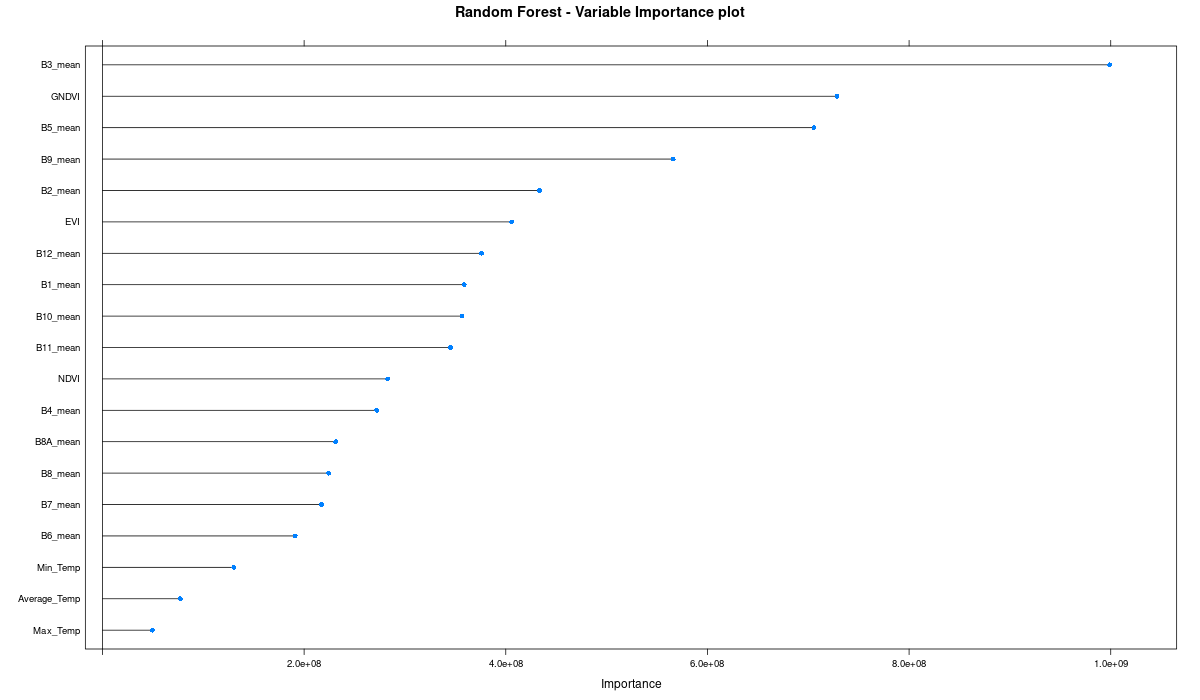 Random Forest - Variable Importance plot
B3_mean
GNDVI
B5_mean
B9_mean
B2_mean
EVI
B12_mean
B1_mean
B10_mean
B11_mean
NDVI
B4_mean
B8A_mean
B8_mean
B7_mean
B6_mean
Min_Temp
Average_Temp
Max_Temp
2.0e+08 4.0e+08 6.0e+08 8.0e+08 1.0e+09
Importance